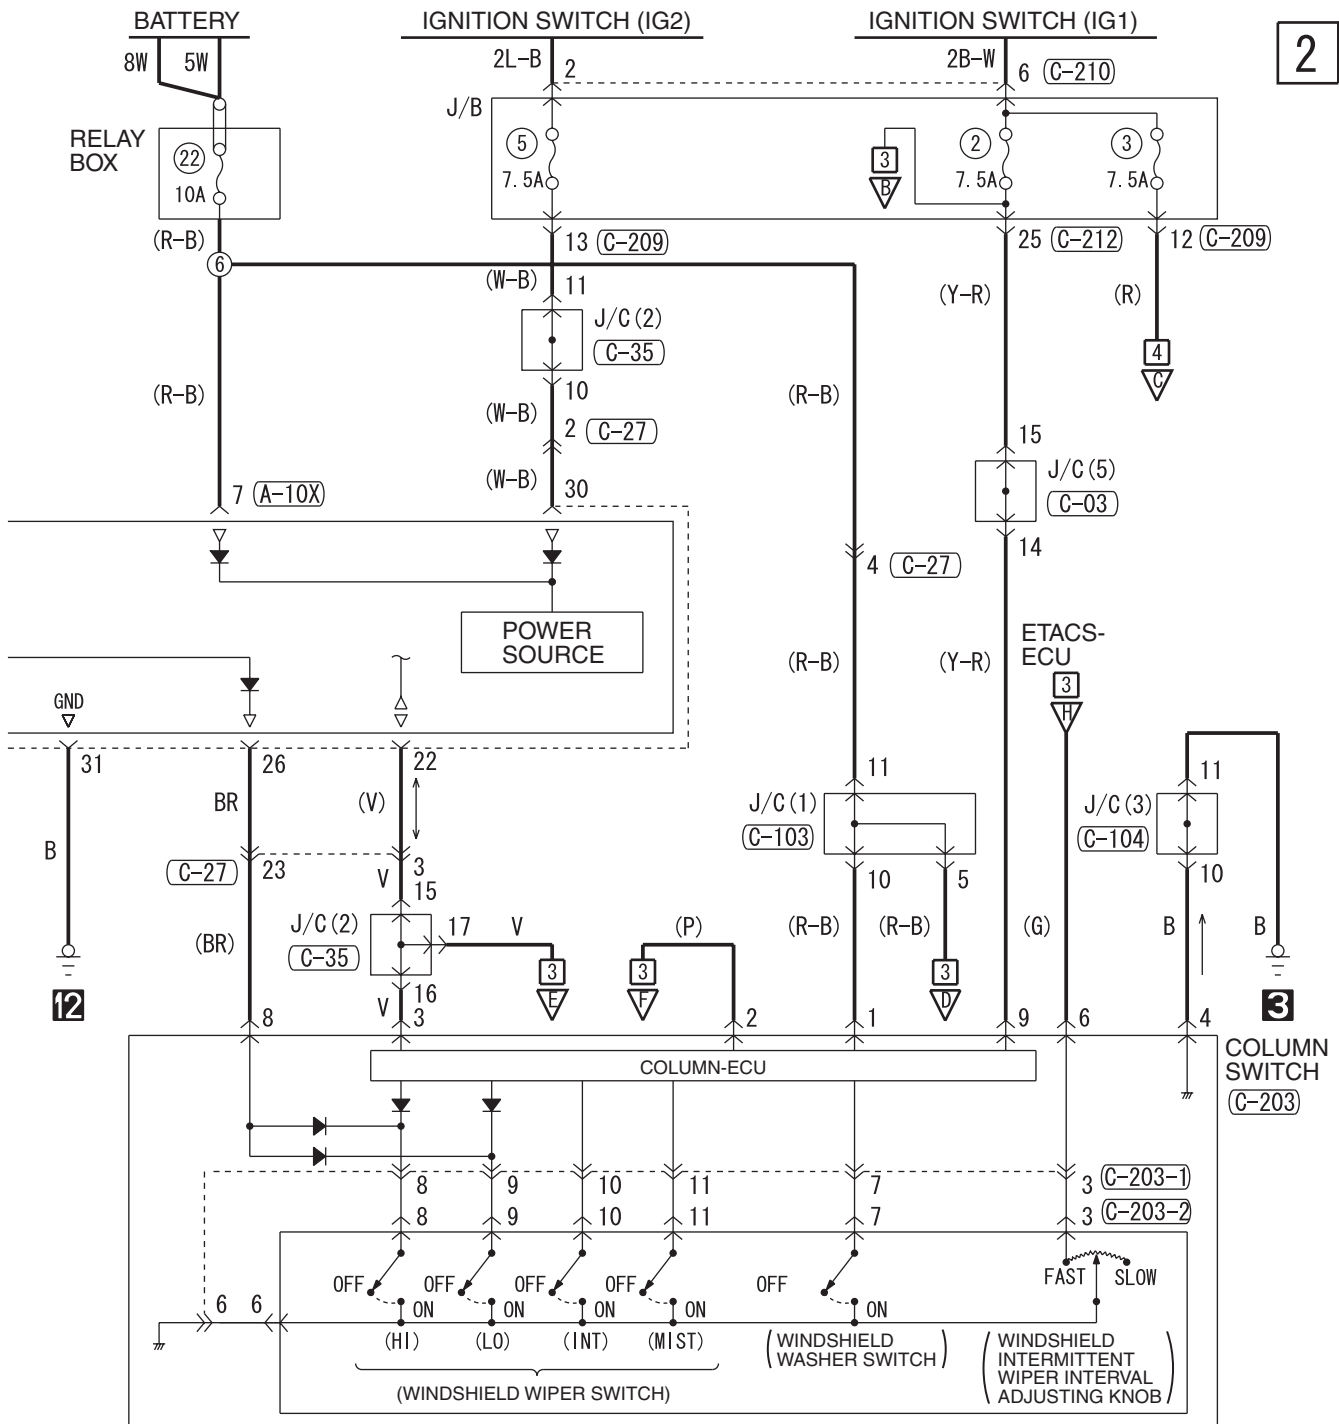 BATTERY
IGNITION SWITCH (IG2)
IGNITION SWITCH (IG1)
2
8W
5W
2L-B
2
2B-W
6
C-210
J/B
RELAY
BOX
22
10A
5
7.5A
3
B
2
7.5A
3
7.5A
(R-B)
6
13
C-209
25
C-212
12
C-209
(W-B)
11
(Y-R)
(R)
J/C(2)
C-35
4
C
(R-B)
10
(W-B)
(R-B)
2
C-27
15
J/C(5)
C-03
(W-B)
30
7
A-10X
14
4
C-27
POWER
SOURCE
ETACS-
ECU
3
H
(R-B)
(Y-R)
GND
31
26
22
11
11
BR
(V)
J/C(1)
C-103
J/C(3)
C-104
B
C-27
23
3
V
15
10
5
10
J/C(2)
C-35
17
V
(P)
(R-B)
(R-B)
(G)
B
B
(BR)
3
E
3
F
3
D
16
V
12
3
8
3
2
1
9
6
4
COLUMN
SWITCH
C-203
COLUMN-ECU
8
9
10
11
7
3
C-203-1
8
9
10
11
7
3
C-203-2
OFF
OFF
OFF
OFF
OFF
FAST
SLOW
ON
ON
ON
ON
ON
6
6
(HI)
(LO)
(INT)
(MIST)
(WINDSHIELD
WASHER SWITCH)
(WINDSHIELD
INTERMITTENT
WIPER INTERVAL
ADJUSTING KNOB)
(WINDSHIELD WIPER SWITCH)